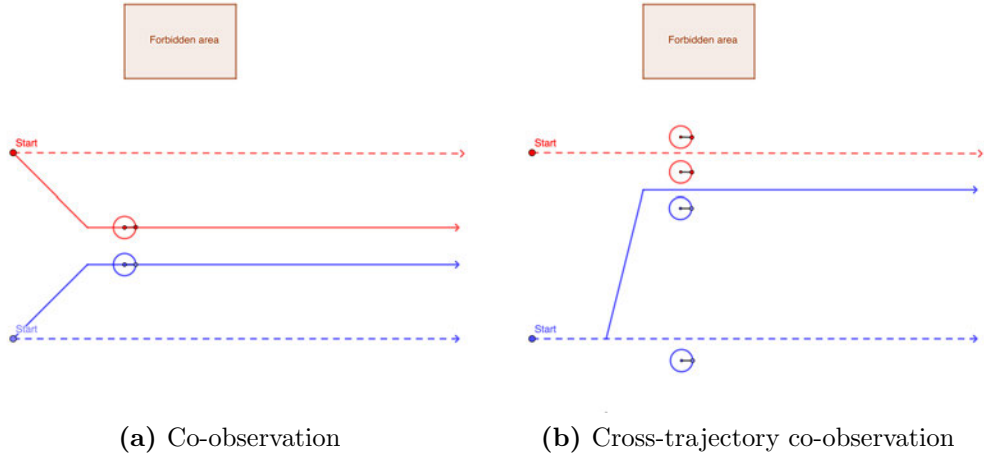 Forbidden area
Forbidden area
Start
Start
Start
Start
(a) Co-observation
(b) Cross-trajectory co-observation